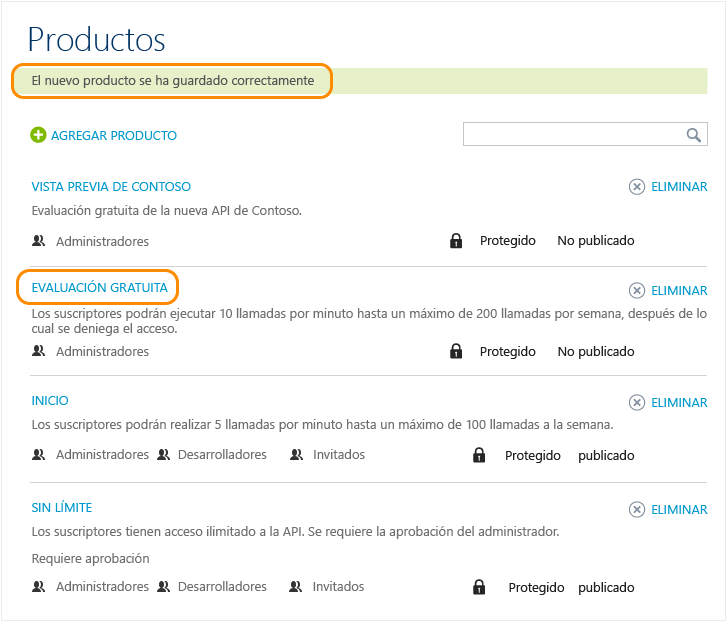 Productos
El nuevo producto se ha guardado correctamente
AGREGAR PRODUCTO
VISTA PREVIA DE CONTOSO
ELIMINAR
Evaluación gratuita de la nueva API de Contoso.
Administradores Protegido No publicado
EVALUACIÓN GRATUITA
ELIMINAR
Los suscriptores podrán ejecutar 10 llamadas por minuto hasta un máximo de 200 llamadas por semana, después de lo
cual se deniega el acceso.
Administradores Protegido No publicado
INICIO
ELIMINAR
Los suscriptores podrán realizar 5 llamadas por minuto hasta un máximo de 100 llamadas a la semana.
Administradores Desarrolladores Invitados Protegido publicado
SIN LÍMITE
ELIMINAR
Los suscriptores tienen acceso ilimitado a la API. Se requiere la aprobación del administrador.
Requiere aprobación
Administradores Desarrolladores Invitados Protegido publicado